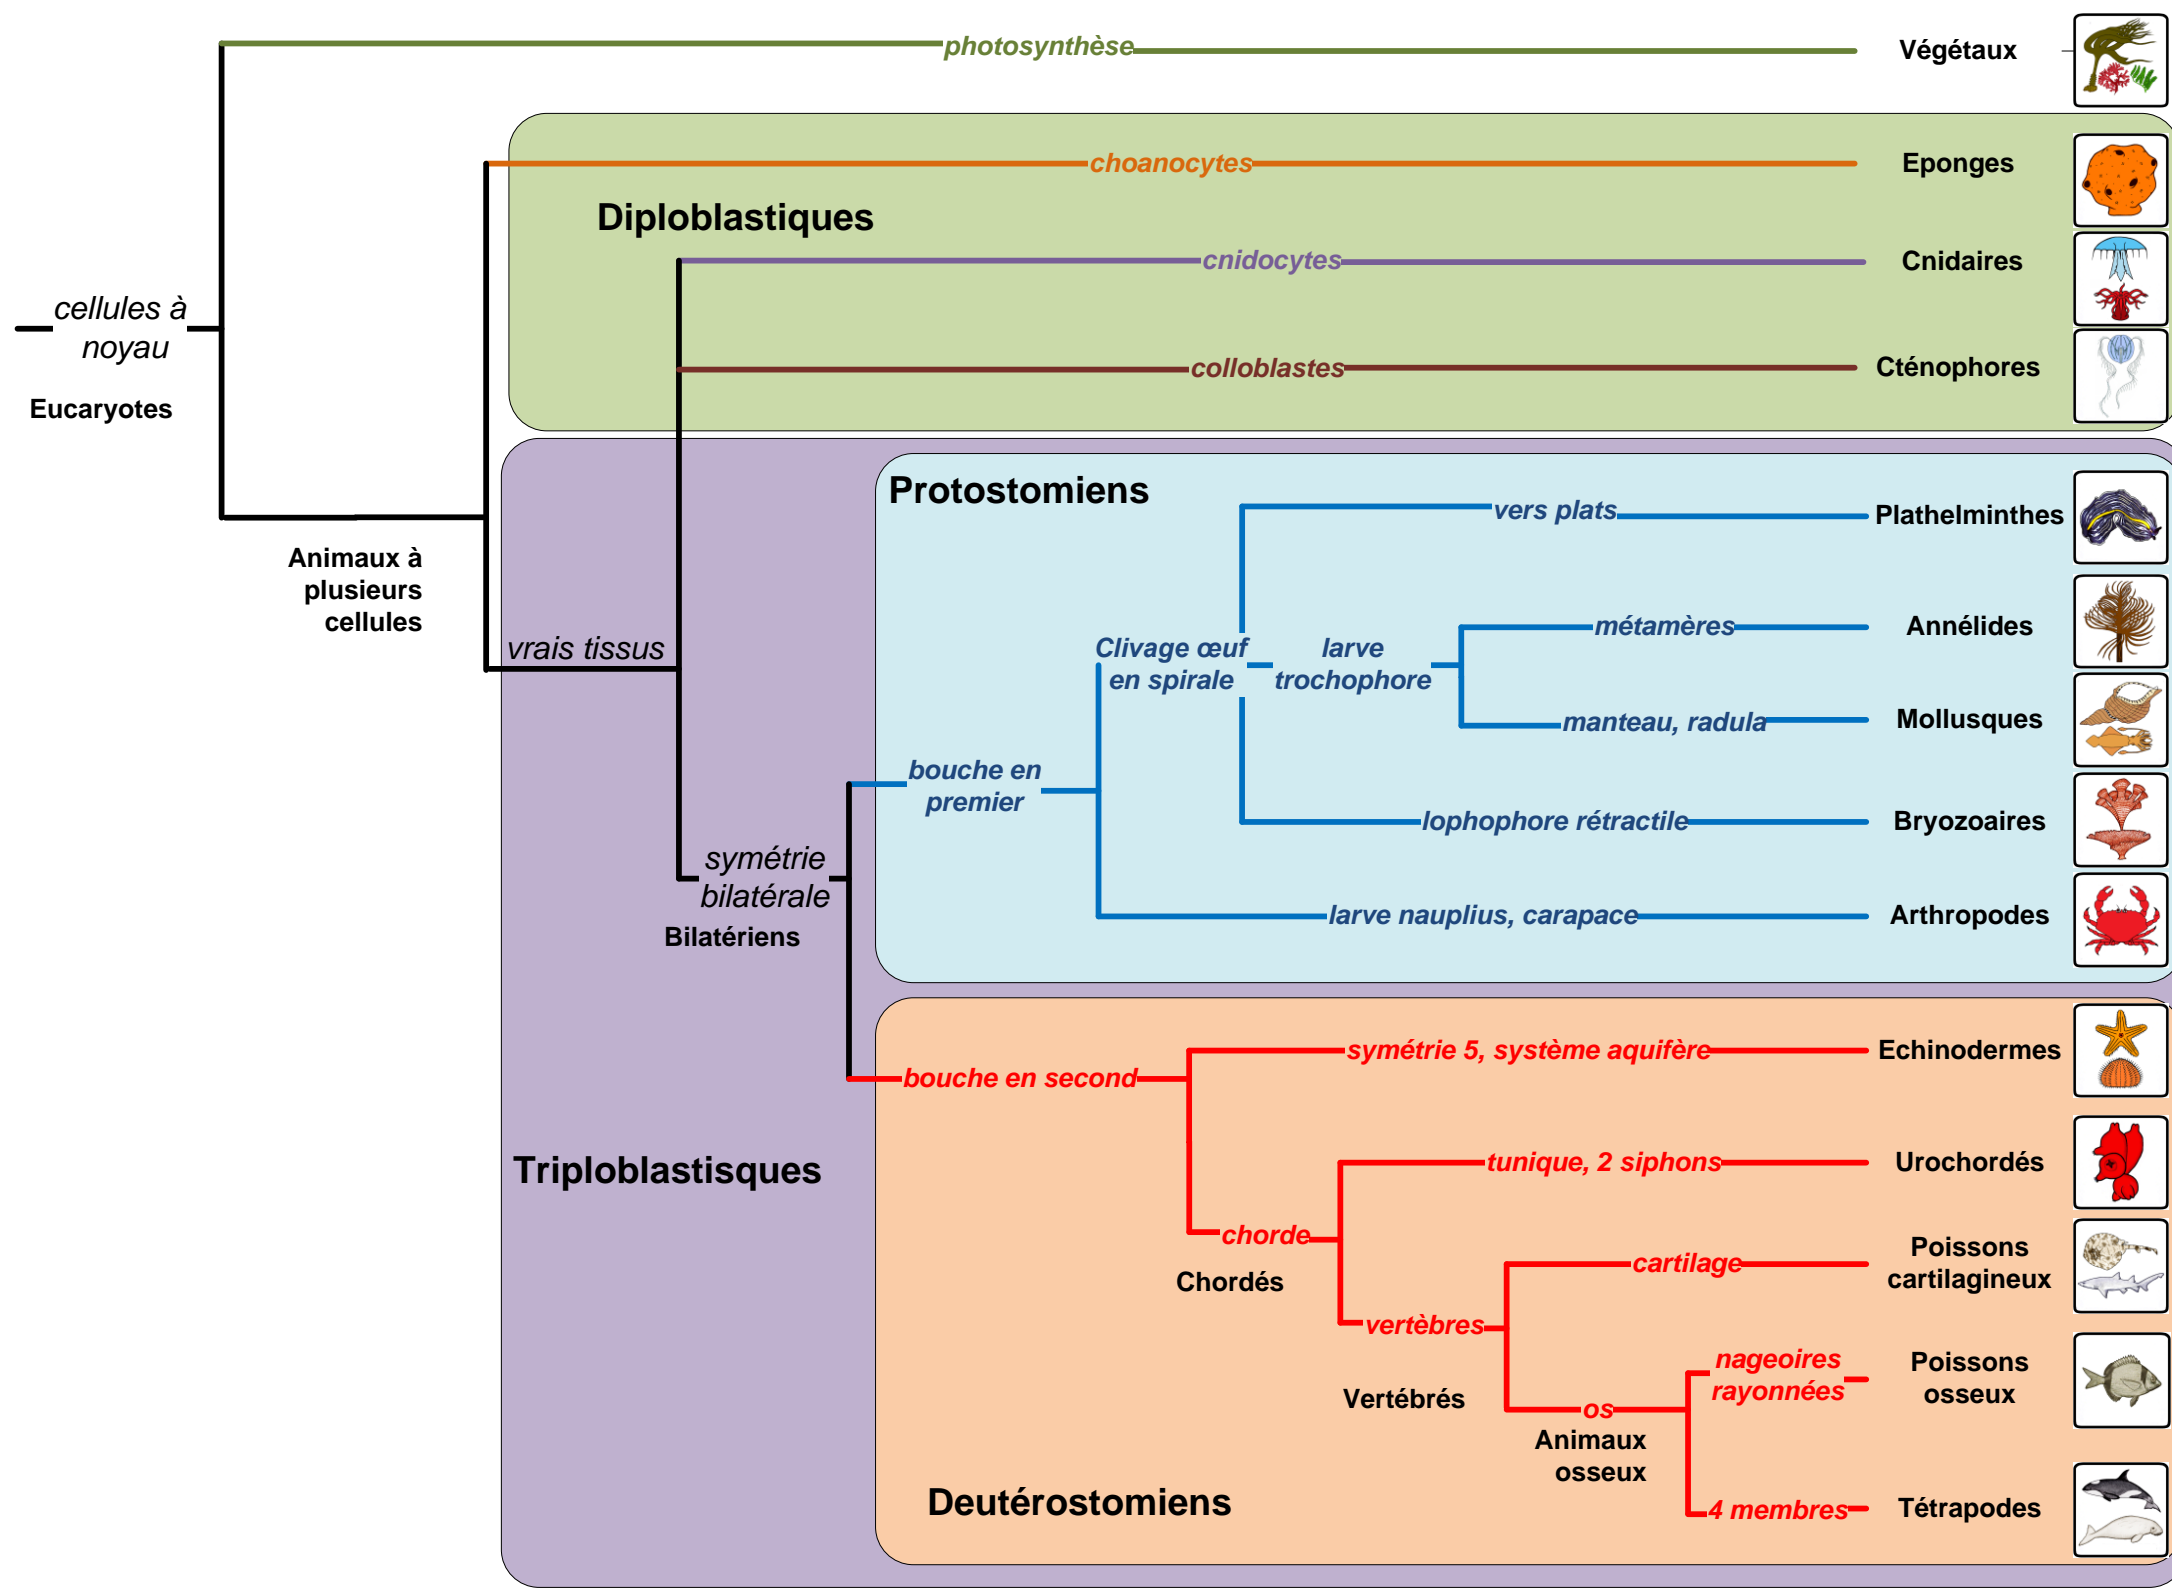 photosynthèse
Végétaux
choanocytes
Eponges
Diploblastiques
cnidocytes
Cnidaires
cellules à
noyau
Eucaryotes
colloblastes
Cténophores
Protostomiens
vers plats
Plathelminthes
Animaux à
plusieurs
cellules
vrais tissus
métamères
Annélides
Clivage œuf
en spirale
larve
trochophore
manteau, radula
Mollusques
bouche en
premier
lophophore rétractile
Bryozoaires
symétrie
bilatérale
Bilatériens
larve nauplius, carapace
Arthropodes
symétrie 5, système aquifère
Echinodermes
bouche en second
Triploblastisques
tunique, 2 siphons
Urochordés
chorde
Chordés
cartilage
Poissons
cartilagineux
vertèbres
Vertébrés
nageoires
rayonnées
Poissons
osseux
os
Animaux
osseux
Deutérostomiens
4 membres
Tétrapodes